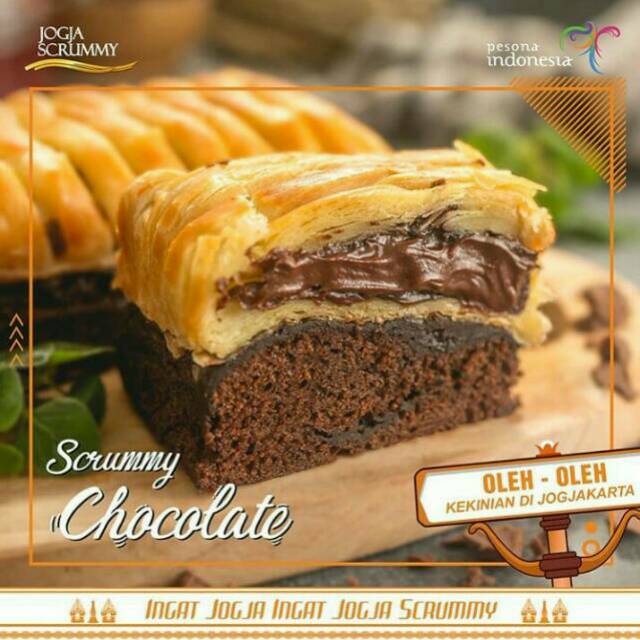 JOGJA
SCRUMMY
pesona
indonesia
Scrummy
Chocolate
OLEH - OLEH
KEKINIAN DI JOGJAKARTA
INGAT JOGJA INGAT JOGJA SCRUMMY